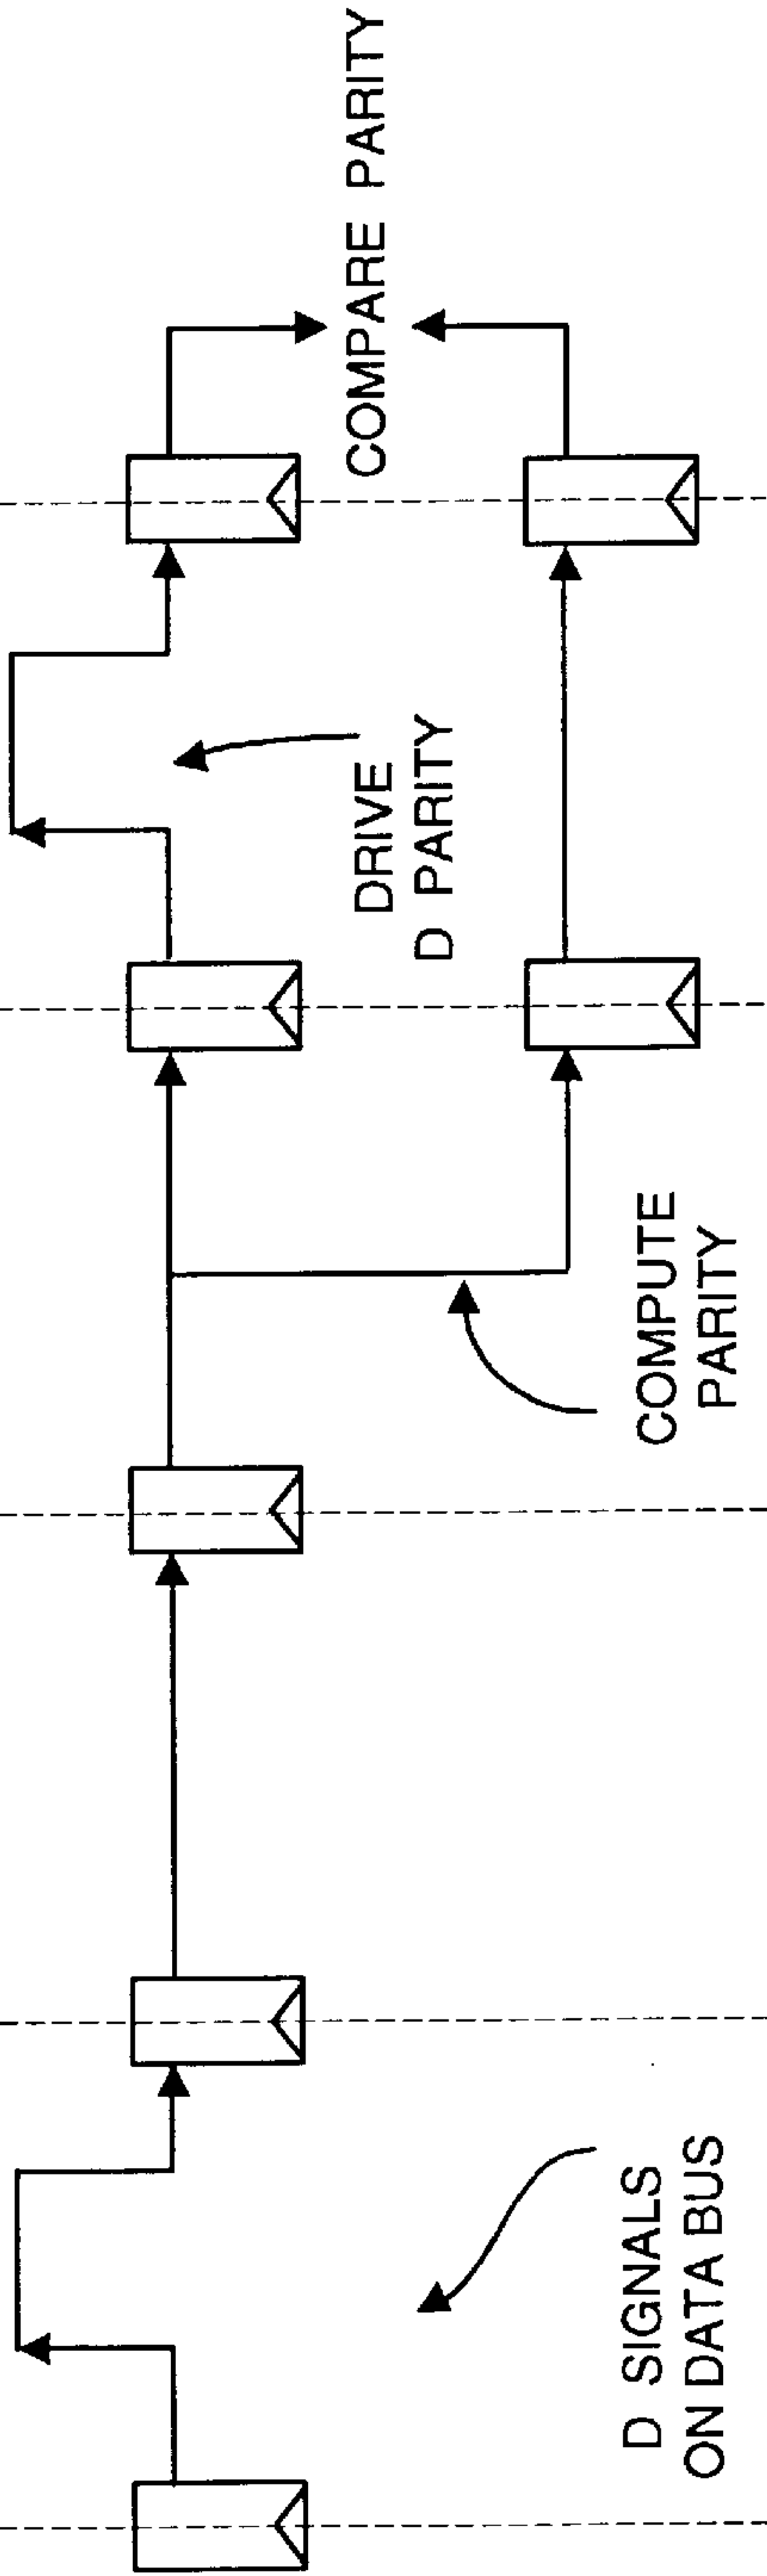 D SIGNALS
ON DATA BUS
COMPUTE
PARITY
DRIVE
D PARITY
COMPARE PARITY